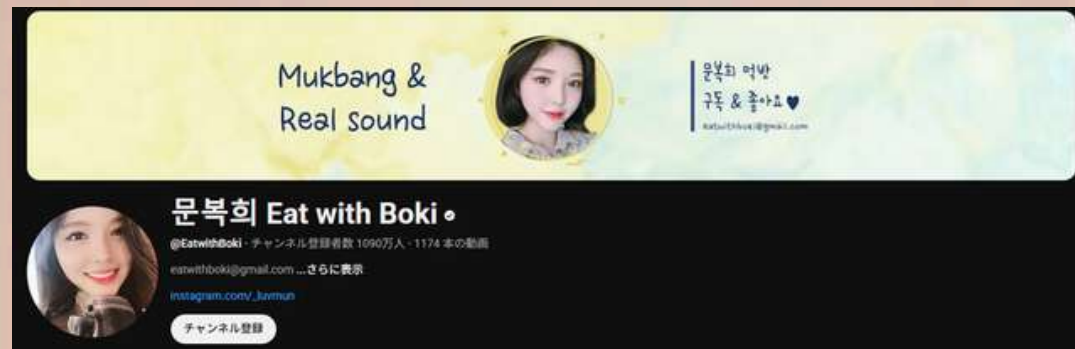 Mukbang &
Real sound
문복희 먹방
구독 & 좋아요 ♥
eatwithboki@gmail.com
문복희 Eat with Boki
@EatwithBoki · チャンネル登録者数 1090万人 · 1174 本の動画
eatwithboki@gmail.com ...さらに表示
instagram.com/_luvmun
チャンネル登録